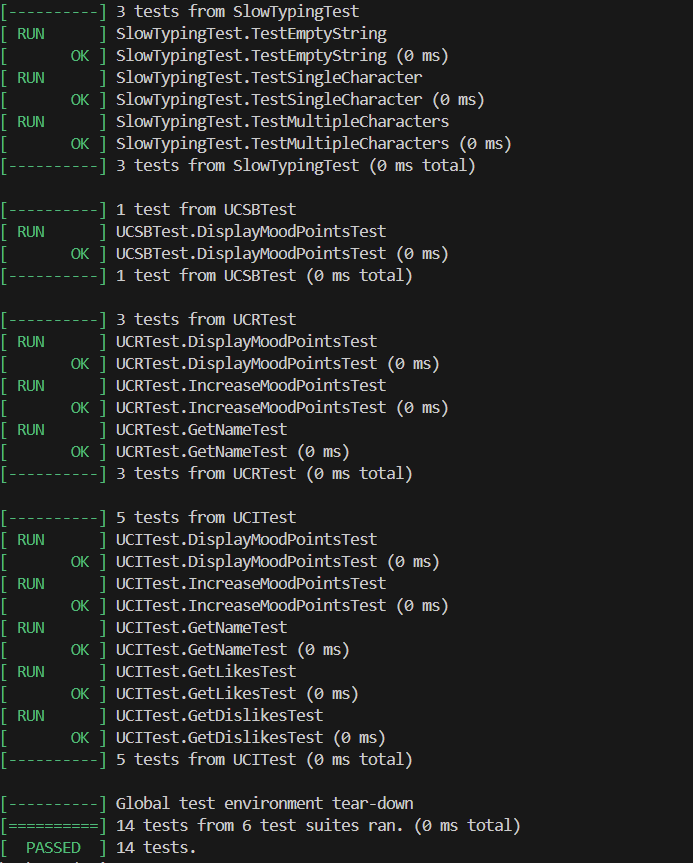 [----------] 3 tests from SlowTypingTest
[ RUN      ] SlowTypingTest.TestEmptyString
[       OK ] SlowTypingTest.TestEmptyString (0 ms)
[ RUN      ] SlowTypingTest.TestSingleCharacter
[       OK ] SlowTypingTest.TestSingleCharacter (0 ms)
[ RUN      ] SlowTypingTest.TestMultipleCharacters
[       OK ] SlowTypingTest.TestMultipleCharacters (0 ms)
[----------] 3 tests from SlowTypingTest (0 ms total)

[----------] 1 test from UCSBTest
[ RUN      ] UCSBTest.DisplayMoodPointsTest
[       OK ] UCSBTest.DisplayMoodPointsTest (0 ms)
[----------] 1 test from UCSBTest (0 ms total)

[----------] 3 tests from UCRTest
[ RUN      ] UCRTest.DisplayMoodPointsTest
[       OK ] UCRTest.DisplayMoodPointsTest (0 ms)
[ RUN      ] UCRTest.IncreaseMoodPointsTest
[       OK ] UCRTest.IncreaseMoodPointsTest (0 ms)
[ RUN      ] UCRTest.GetNameTest
[       OK ] UCRTest.GetNameTest (0 ms)
[----------] 3 tests from UCRTest (0 ms total)

[----------] 5 tests from UCITest
[ RUN      ] UCITest.DisplayMoodPointsTest
[       OK ] UCITest.DisplayMoodPointsTest (0 ms)
[ RUN      ] UCITest.IncreaseMoodPointsTest
[       OK ] UCITest.IncreaseMoodPointsTest (0 ms)
[ RUN      ] UCITest.GetNameTest
[       OK ] UCITest.GetNameTest (0 ms)
[ RUN      ] UCITest.GetLikesTest
[       OK ] UCITest.GetLikesTest (0 ms)
[ RUN      ] UCITest.GetDislikesTest
[       OK ] UCITest.GetDislikesTest (0 ms)
[----------] 5 tests from UCITest (0 ms total)

[----------] Global test environment tear-down
[==========] 14 tests from 6 test suites ran. (0 ms total)
[  PASSED  ] 14 tests.